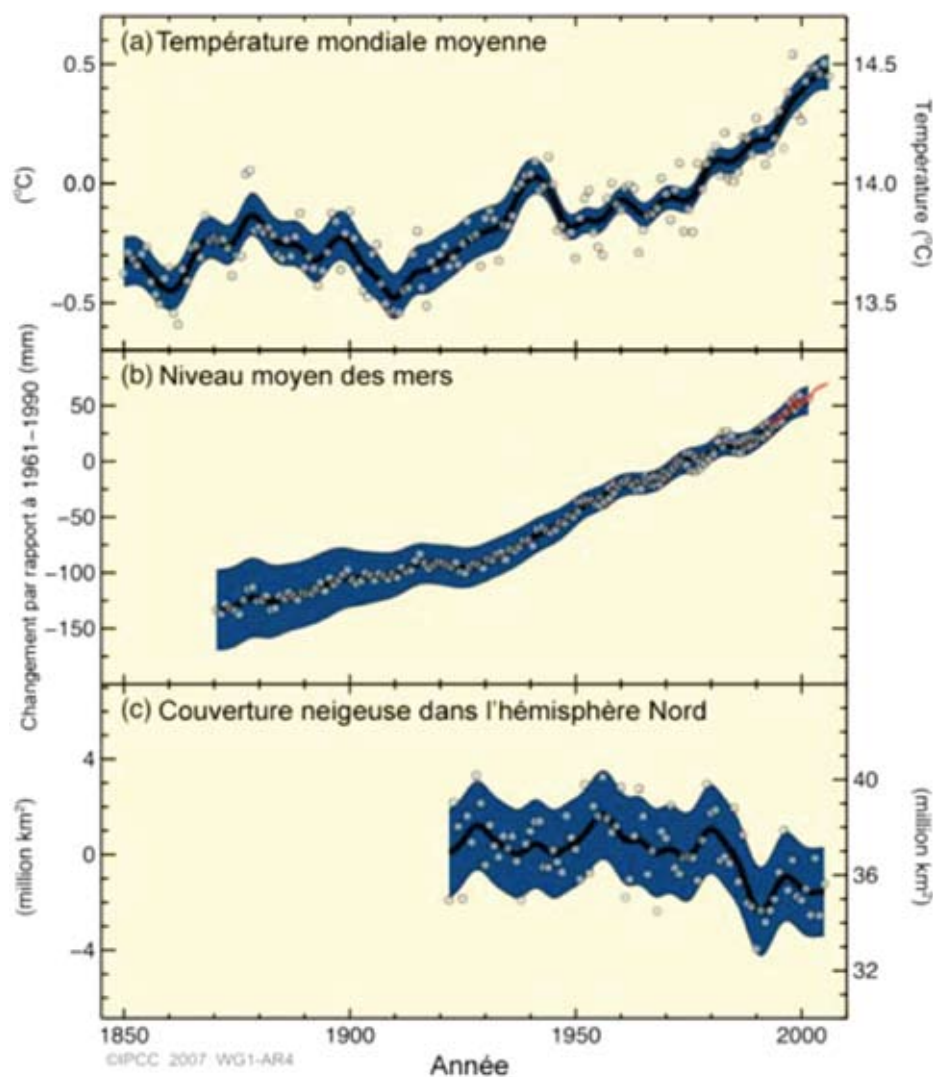 (a) Température mondiale moyenne
0.5
0.0
−0.5
(°C)
14.5
14.0
13.5
Température (°C)
Changement par rapport à 1961–1990 (mm)
(b) Niveau moyen des mers
50
0
−50
−100
−150
(c) Couverture neigeuse dans l'hémisphère Nord
4
0
−4
(million km²)
40
36
32
(million km²)
1850
1900
1950
2000
Année
©IPCC 2007 WG1-AR4